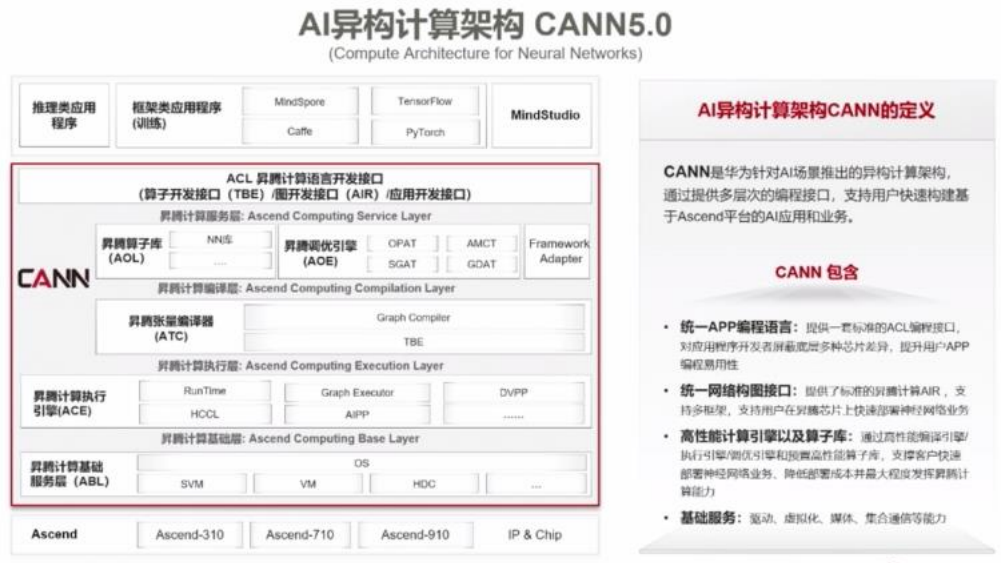 AI异构计算架构 CANN5.0
(Compute Architecture for Neural Networks)
推理类应用
程序
框架类应用程序
(训练)
MindSpore
TensorFlow
Caffe
PyTorch
MindStudio
ACL 昇腾计算语言开发接口
(算子开发接口（TBE）/图开发接口（AIR）/应用开发接口)
昇腾计算服务层: Ascend Computing Service Layer
昇腾算子库
(AOL)
NN库
....
昇腾调优引擎
(AOE)
OPAT
AMCT
SGAT
GDAT
Framework
Adapter
CANN
昇腾计算编译层: Ascend Computing Compilation Layer
昇腾张量编译器
(ATC)
Graph Compiler
TBE
昇腾计算执行层: Ascend Computing Execution Layer
昇腾计算执行
引擎(ACE)
RunTime
Graph Executor
DVPP
HCCL
AIPP
......
昇腾计算基础层: Ascend Computing Base Layer
昇腾计算基础
服务层（ABL）
OS
SVM
VM
HDC
...
Ascend
Ascend-310
Ascend-710
Ascend-910
IP & Chip
AI异构计算架构CANN的定义
CANN是华为针对AI场景推出的异构计算架构，
通过提供多层次的编程接口，支持用户快速构建基
于Ascend平台的AI应用和业务。
CANN 包含
• 统一APP编程语言：提供一套标准的ACL编程接口，
对应用程序开发者屏蔽底层多种芯片差异，提升用户APP
编程易用性
• 统一网络构图接口：提供了标准的昇腾计算AIR，支
持多框架，支持用户在昇腾芯片上快速部署神经网络业务
• 高性能计算引擎以及算子库：通过高性能编译引擎/
执行引擎/调优引擎和预置高性能算子库，支撑客户快速
部署神经网络业务、降低部署成本并最大程度发挥昇腾计
算能力
• 基础服务：驱动、虚拟化、媒体、集合通信等能力